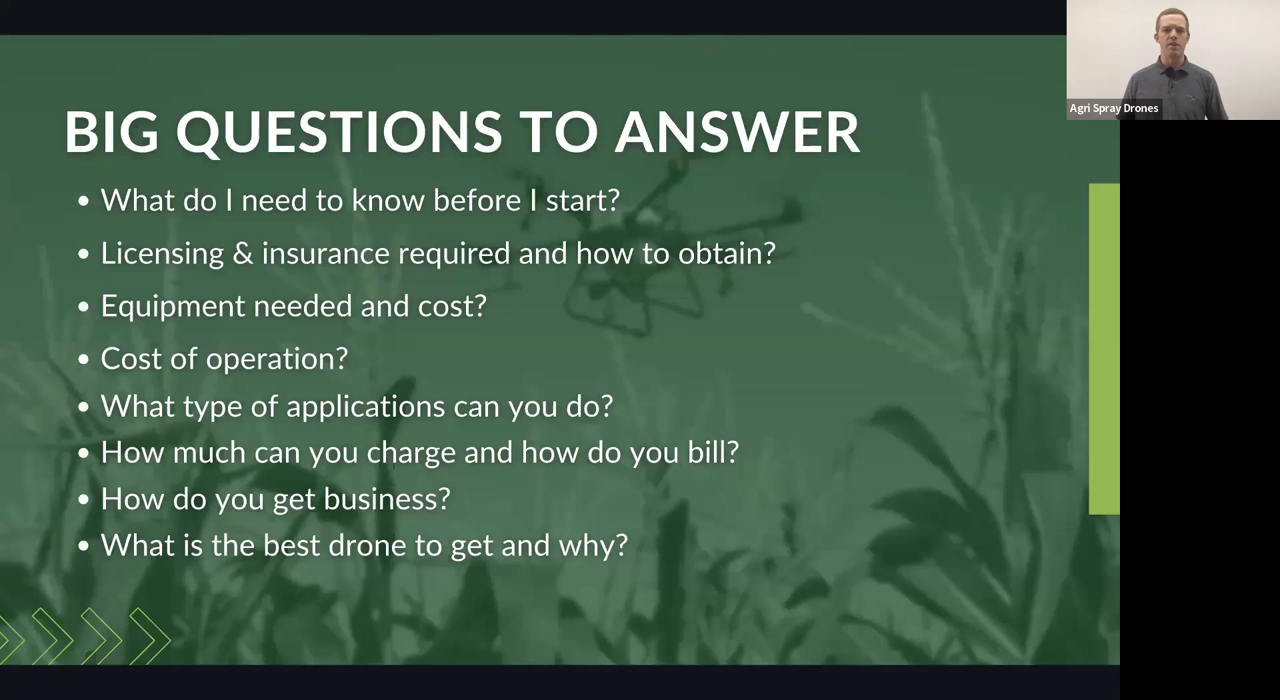 Agri Spray Drones
BIG QUESTIONS TO ANSWER
• What do I need to know before I start?
• Licensing & insurance required and how to obtain?
• Equipment needed and cost?
• Cost of operation?
• What type of applications can you do?
• How much can you charge and how do you bill?
• How do you get business?
• What is the best drone to get and why?